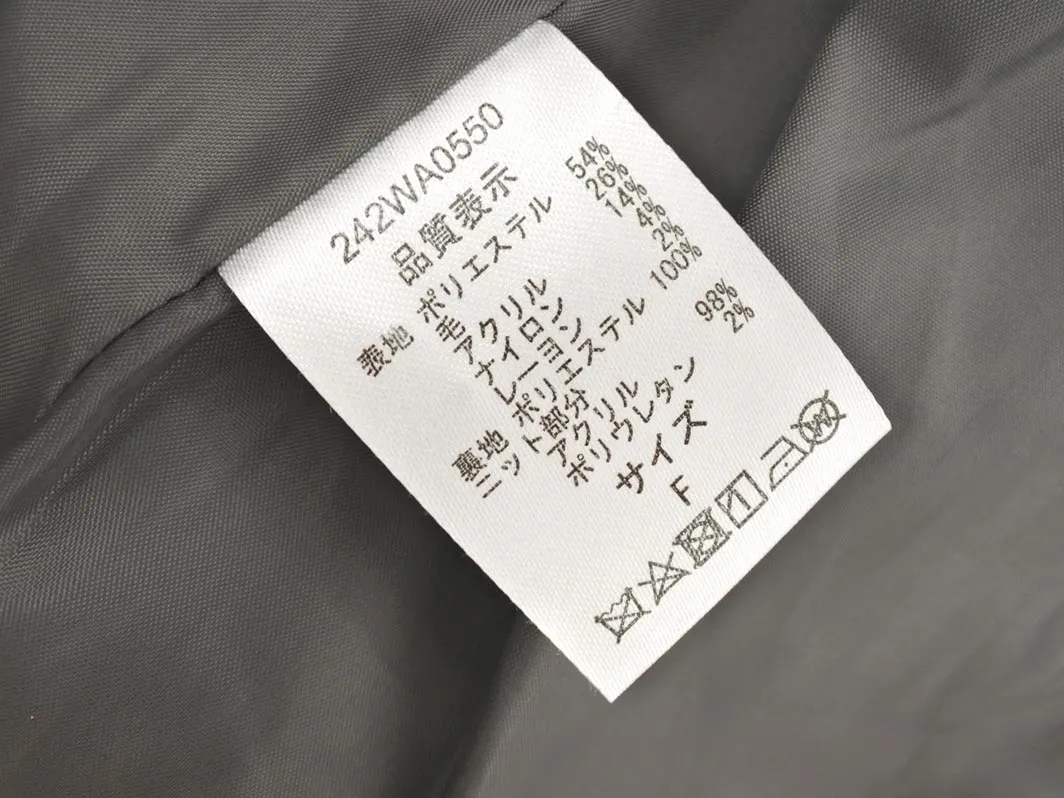 242WA0550
品質表示
表地 ポリエステル 54%
毛 26%
アクリル 14%
ナイロン 4%
レーヨン 2%
裏地 ポリエステル 100%
ニット部分
アクリル 98%
ポリウレタン 2%
サイズ
F